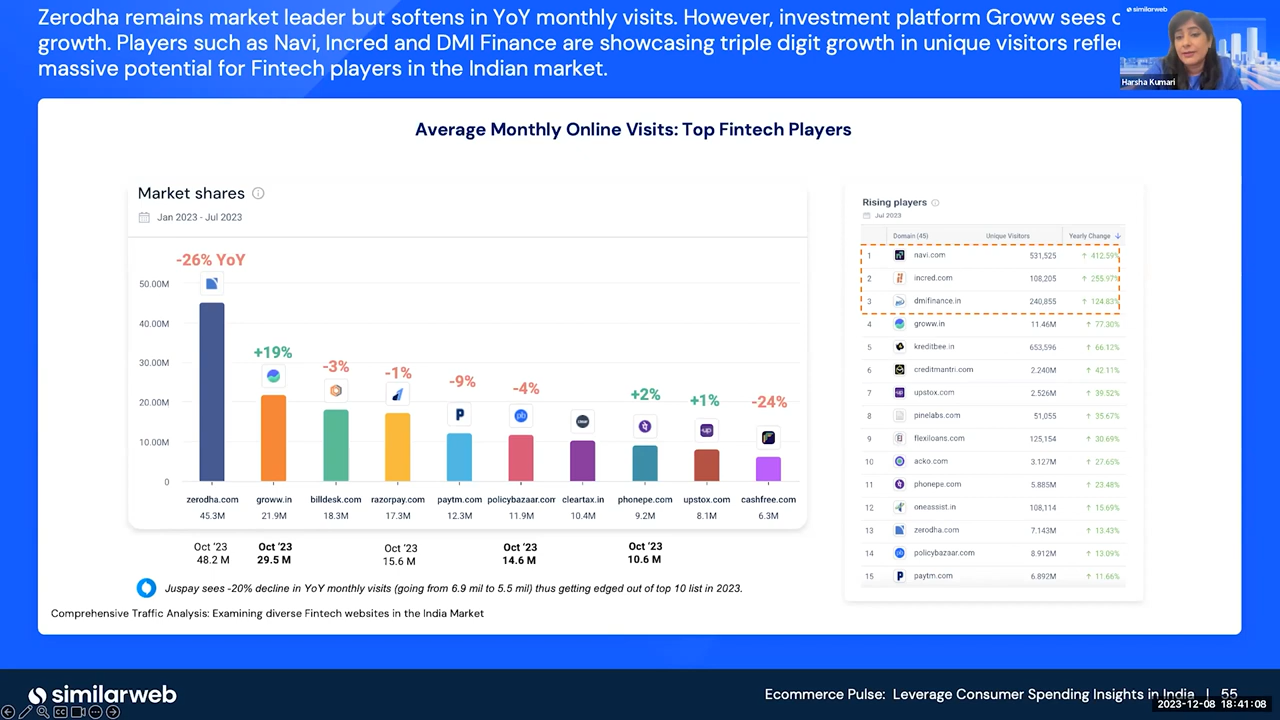 Zerodha remains market leader but softens in YoY monthly visits. However, investment platform Groww sees
growth. Players such as Navi, Incred and DMI Finance are showcasing triple digit growth in unique visitors
massive potential for Fintech players in the Indian market.
similarweb
Harsha Kumari
Average Monthly Online Visits: Top Fintech Players
Market shares
Jan 2023 - Jul 2023
-26% YoY
50.00M
40.00M
30.00M
20.00M
10.00M
0
+19%
-3%
-1%
-9%
-4%
+2%
+1%
-24%
zerodha.com groww.in billdesk.com razorpay.com paytm.com policybazaar.com cleartax.in phonepe.com upstox.com cashfree.com
45.3M 21.9M 18.3M 17.3M 12.3M 11.9M 10.4M 9.2M 8.1M 6.3M
Oct '23 Oct '23 Oct '23 Oct '23 Oct '23
48.2 M 29.5 M 15.6 M 14.6 M 10.6 M
Juspay sees -20% decline in YoY monthly visits (going from 6.9 mil to 5.5 mil) thus getting edged out of top 10 list in 2023.
Comprehensive Traffic Analysis: Examining diverse Fintech websites in the India Market
Rising players
Jul 2023
Domain (45) Unique Visitors Yearly Change ↓
1 navi.com 531,525 ↑ 412.59%
2 incred.com 108,205 ↑ 255.97%
3 dmifinance.in 240,855 ↑ 124.83%
4 groww.in 11.46M ↑ 77.30%
5 kreditbee.in 653,596 ↑ 66.12%
6 creditmantri.com 2.240M ↑ 42.11%
7 upstox.com 2.526M ↑ 39.52%
8 pinelabs.com 51,055 ↑ 35.67%
9 flexiloans.com 125,154 ↑ 30.69%
10 acko.com 3.127M ↑ 27.65%
11 phonepe.com 5.885M ↑ 23.48%
12 oneassist.in 108,114 ↑ 15.69%
13 zerodha.com 7.143M ↑ 13.43%
14 policybazaar.com 8.912M ↑ 13.09%
15 paytm.com 6.892M ↑ 11.66%
similarweb
Ecommerce Pulse: Leverage Consumer Spending Insights in India | 55
2023-12-08 18:41:08